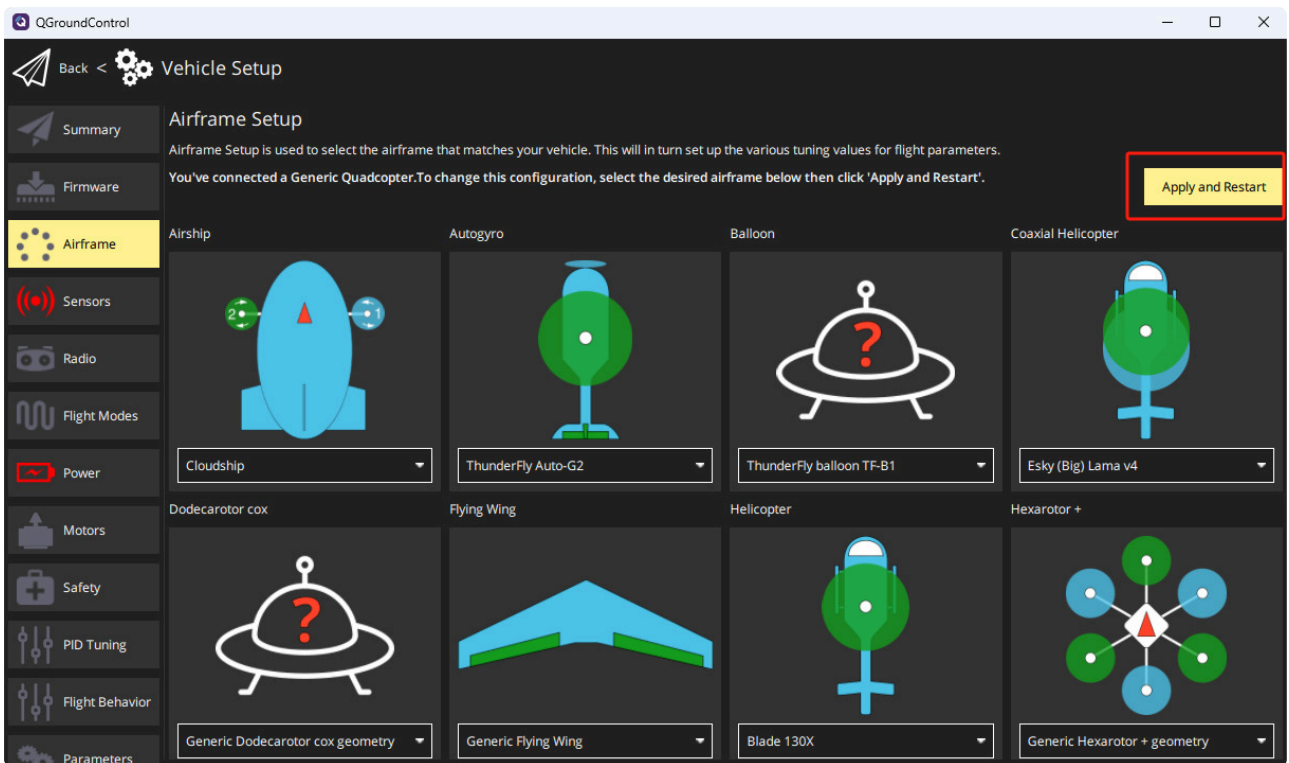 QGroundControl
Back < Vehicle Setup
Summary
Firmware
Airframe
Sensors
Radio
Flight Modes
Power
Motors
Safety
PID Tuning
Flight Behavior
Parameters
Airframe Setup
Airframe Setup is used to select the airframe that matches your vehicle. This will in turn set up the various tuning values for flight parameters.
You've connected a Generic Quadcopter.To change this configuration, select the desired airframe below then click 'Apply and Restart'.
Apply and Restart
Airship
Autogyro
Balloon
Coaxial Helicopter
2
1
?
Cloudship
ThunderFly Auto-G2
ThunderFly balloon TF-B1
Esky (Big) Lama v4
Dodecarotor cox
Flying Wing
Helicopter
Hexarotor +
?
Generic Dodecarotor cox geometry
Generic Flying Wing
Blade 130X
Generic Hexarotor + geometry